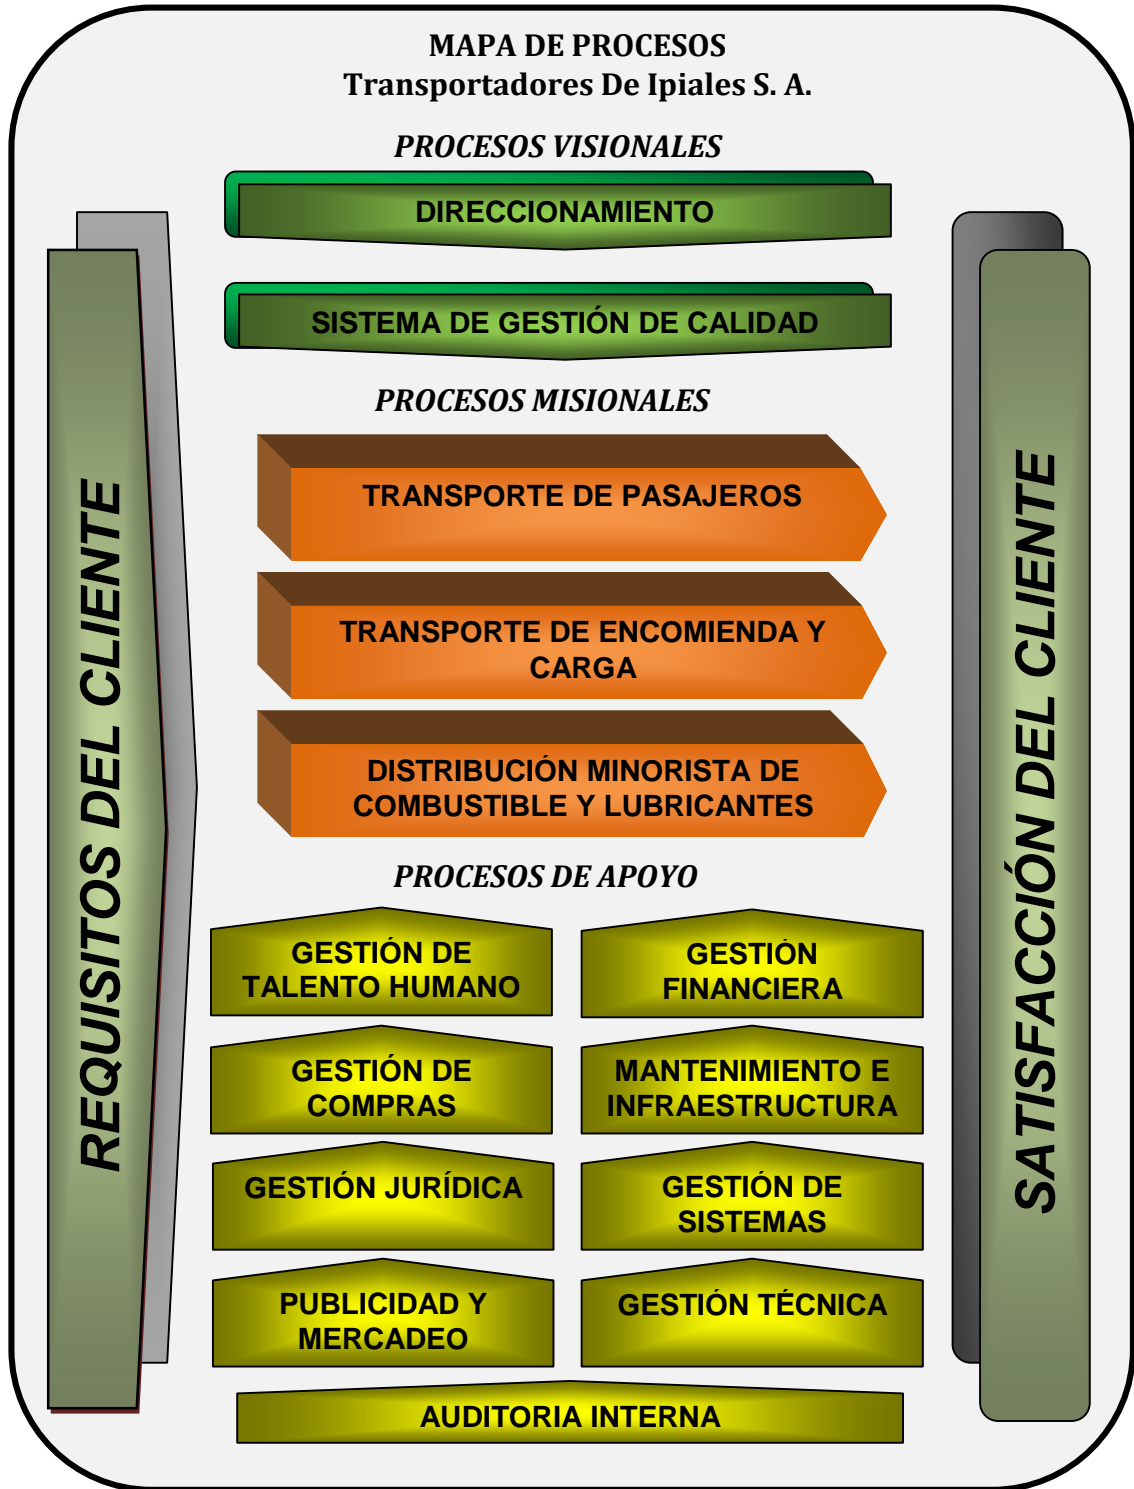 MAPA DE PROCESOS
Transportadores De Ipiales S. A.
PROCESOS VISIONALES
DIRECCIONAMIENTO
SISTEMA DE GESTIÓN DE CALIDAD
PROCESOS MISIONALES
TRANSPORTE DE PASAJEROS
TRANSPORTE DE ENCOMIENDA Y
CARGA
DISTRIBUCIÓN MINORISTA DE
COMBUSTIBLE Y LUBRICANTES
PROCESOS DE APOYO
GESTIÓN DE
TALENTO HUMANO
GESTIÓN
FINANCIERA
GESTIÓN DE
COMPRAS
MANTENIMIENTO E
INFRAESTRUCTURA
GESTIÓN JURÍDICA
GESTIÓN DE
SISTEMAS
PUBLICIDAD Y
MERCADEO
GESTIÓN TÉCNICA
AUDITORIA INTERNA
REQUISITOS DEL CLIENTE
SATISFACCIÓN DEL CLIENTE